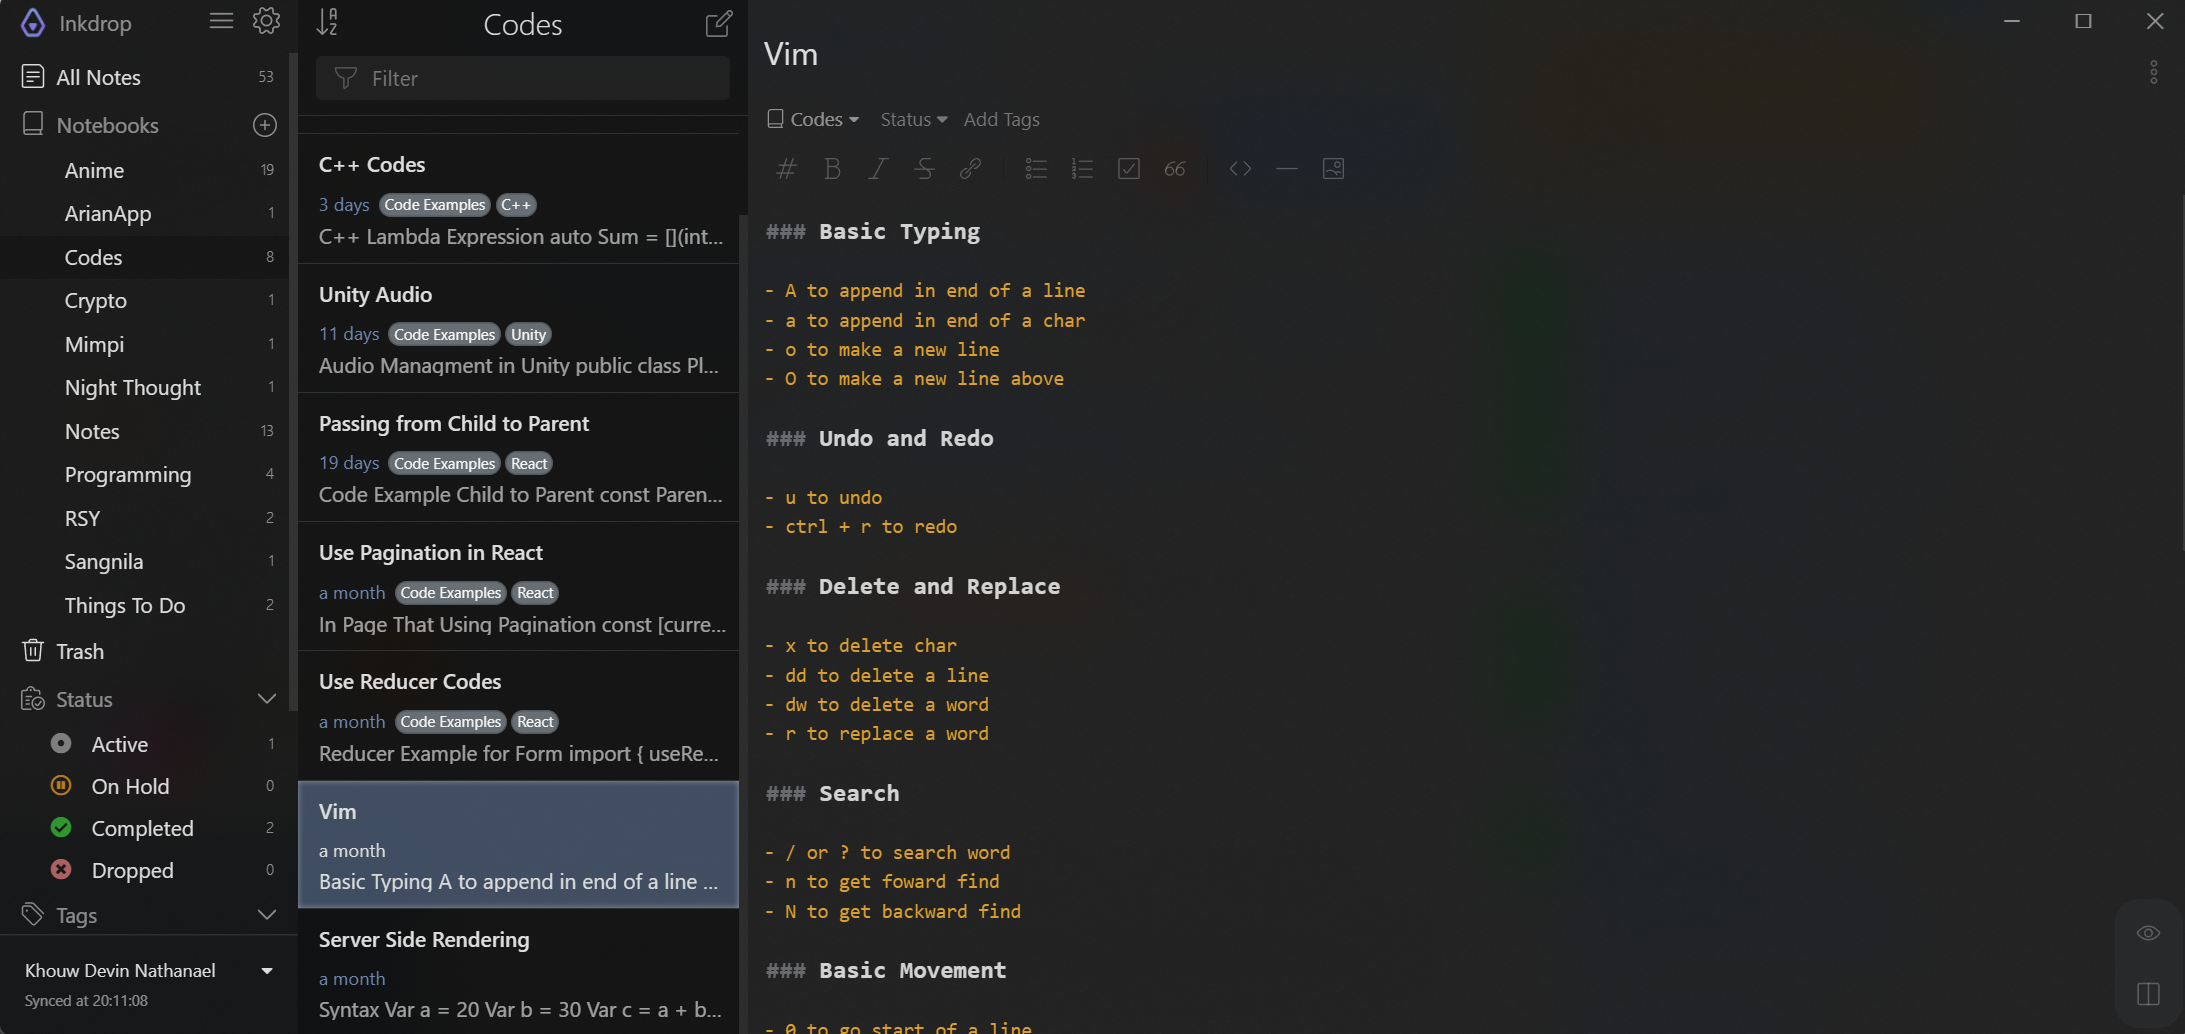 Inkdrop
All Notes 53
Notebooks
Anime 19
ArianApp 1
Codes 8
Crypto 1
Mimpi 1
Night Thought 1
Notes 13
Programming 4
RSY 2
Sangnila 1
Things To Do 2
Trash
Status
Active 1
On Hold 0
Completed 2
Dropped 0
Tags
Khouw Devin Nathanael
Synced at 20:11:08
Codes
Filter
C++ Codes
3 days Code Examples C++
C++ Lambda Expression auto Sum = [](int...
Unity Audio
11 days Code Examples Unity
Audio Managment in Unity public class Pl...
Passing from Child to Parent
19 days Code Examples React
Code Example Child to Parent const Paren...
Use Pagination in React
a month Code Examples React
In Page That Using Pagination const [curre...
Use Reducer Codes
a month Code Examples React
Reducer Example for Form import { useRe...
Vim
a month
Basic Typing A to append in end of a line ...
Server Side Rendering
a month
Syntax Var a = 20 Var b = 30 Var c = a + b...
Vim
Codes Status Add Tags
### Basic Typing
- A to append in end of a line
- a to append in end of a char
- o to make a new line
- O to make a new line above
### Undo and Redo
- u to undo
- ctrl + r to redo
### Delete and Replace
- x to delete char
- dd to delete a line
- dw to delete a word
- r to replace a word
### Search
- / or ? to search word
- n to get foward find
- N to get backward find
### Basic Movement
- 0 to go start of a line